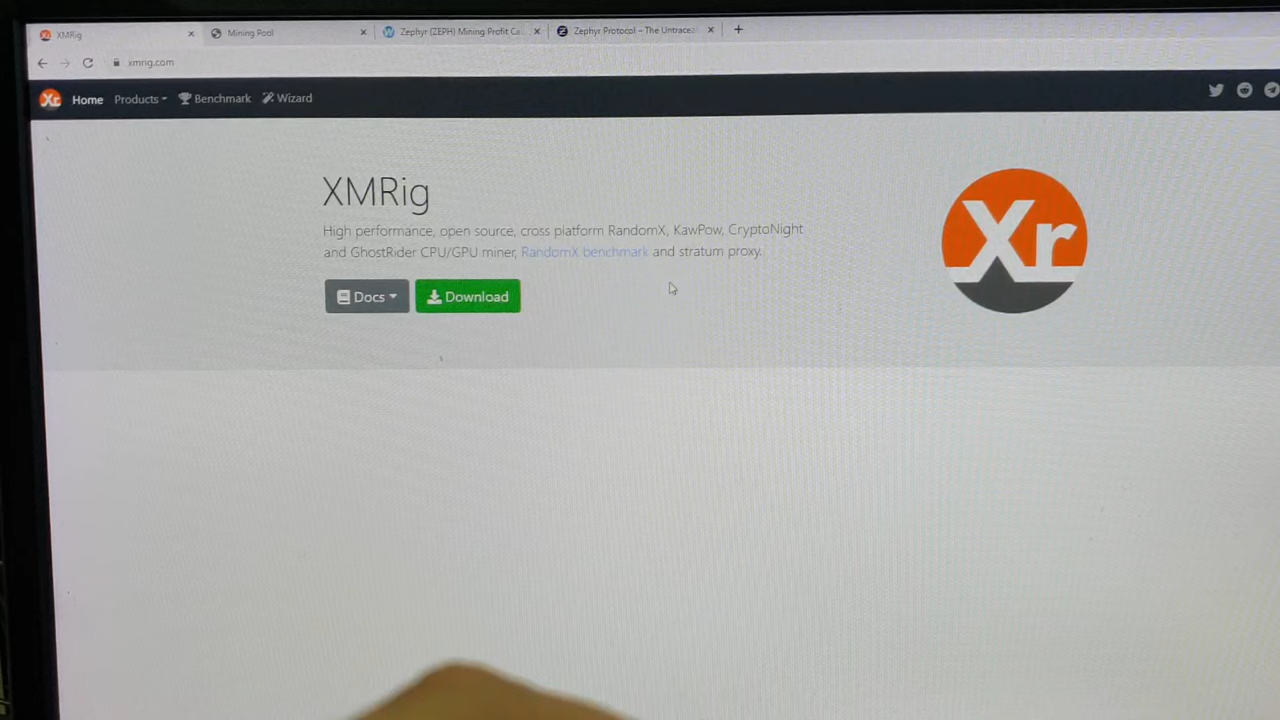 XMRig
Mining Pool
Zephyr (ZEPH) Mining Profit Ca
Zephyr Protocol – The Untracea
xmrig.com
Xr
Home
Products
Benchmark
Wizard
XMRig
High performance, open source, cross platform RandomX, KawPow, CryptoNight
and GhostRider CPU/GPU miner, RandomX benchmark and stratum proxy.
Docs
Download
Xr